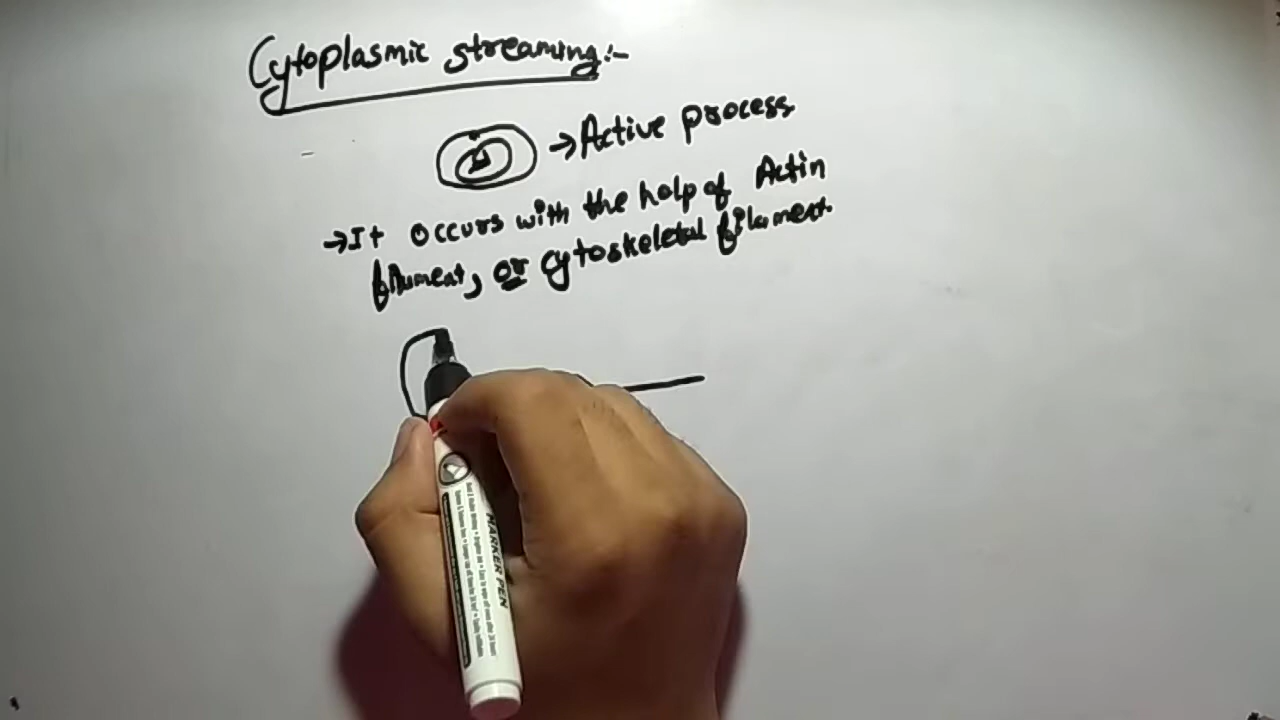 Cytoplasmic streaming:-
→Active process
→It occurs with the help of Actin
filament, or cytoskeletal filament.
MARKER PEN